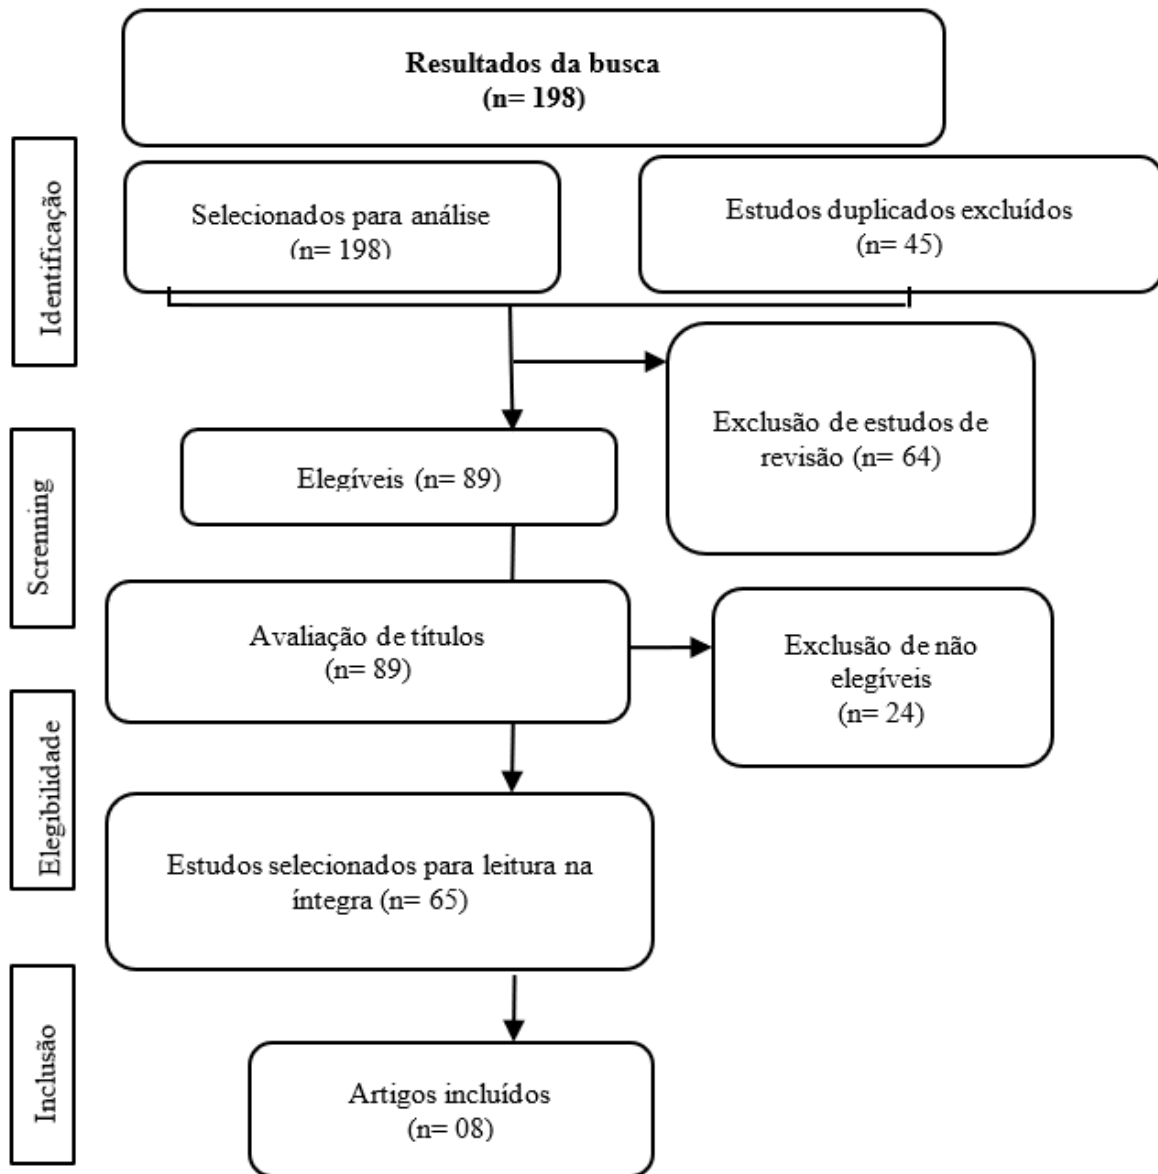 Resultados da busca
(n= 198)
Identificação
Selecionados para análise
(n= 198)
Estudos duplicados excluídos
(n= 45)
Exclusão de estudos de
revisão (n= 64)
Screnning
Elegíveis (n= 89)
Avaliação de títulos
(n= 89)
Exclusão de não
elegíveis
(n= 24)
Elegibilidade
Estudos selecionados para leitura na
íntegra (n= 65)
Inclusão
Artigos incluídos
(n= 08)